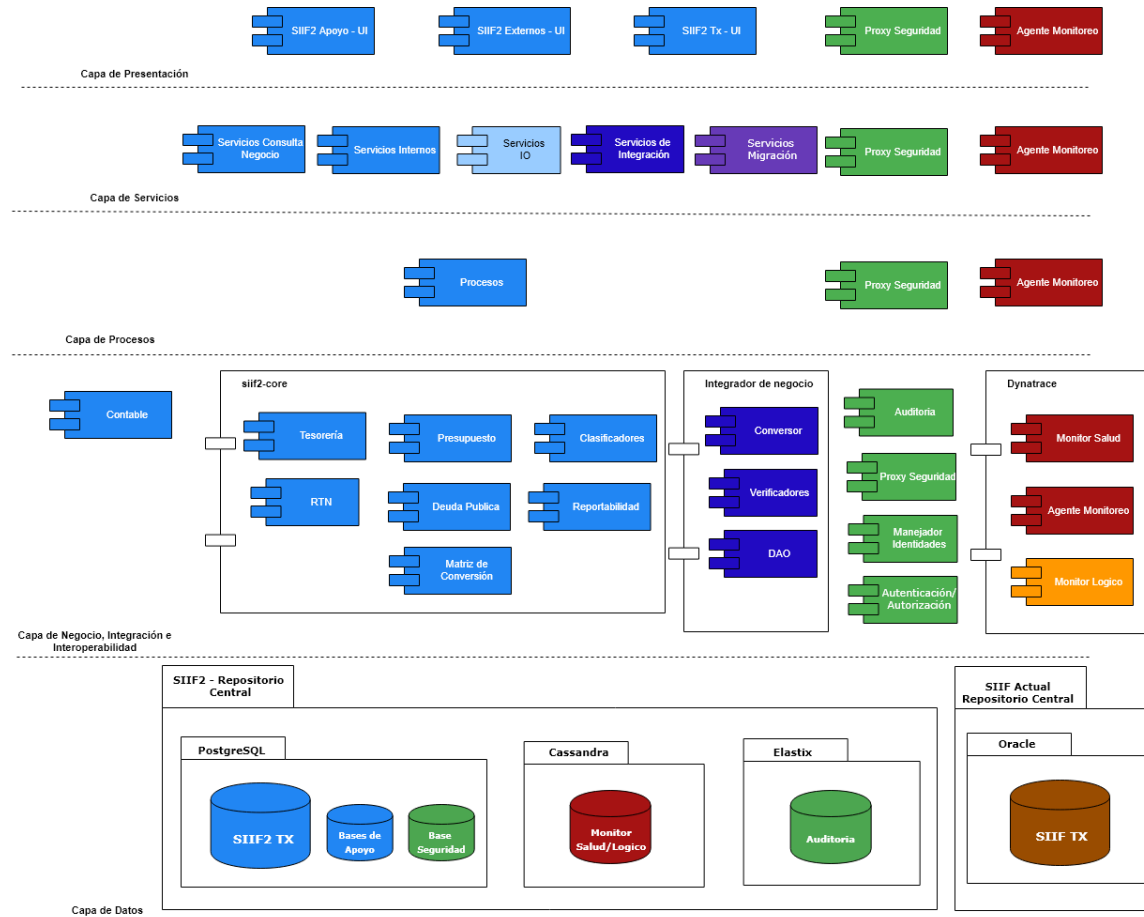 SIIF2 Apoyo - UI
SIIF2 Externos - UI
SIIF2 Tx - UI
Proxy Seguridad
Agente Monitoreo
Capa de Presentación
Servicios Consulta
Negocio
Servicios Internos
Servicios
IO
Servicios de
Integración
Servicios
Migración
Proxy Seguridad
Agente Monitoreo
Capa de Servicios
Procesos
Proxy Seguridad
Agente Monitoreo
Capa de Procesos
Contable
siif2-core
Tesorería
Presupuesto
Clasificadores
RTN
Deuda Publica
Reportabilidad
Matriz de
Conversión
Integrador de negocio
Conversor
Verificadores
DAO
Auditoria
Proxy Seguridad
Manejador
Identidades
Autenticación/
Autorización
Dynatrace
Monitor Salud
Agente Monitoreo
Monitor Logico
Capa de Negocio, Integración e
Interoperabilidad
SIIF2 - Repositorio
Central
PostgreSQL
SIIF2 TX
Bases de
Apoyo
Base
Seguridad
Cassandra
Monitor
Salud/Logico
Elastix
Auditoria
SIIF Actual
Repositorio Central
Oracle
SIIF TX
Capa de Datos